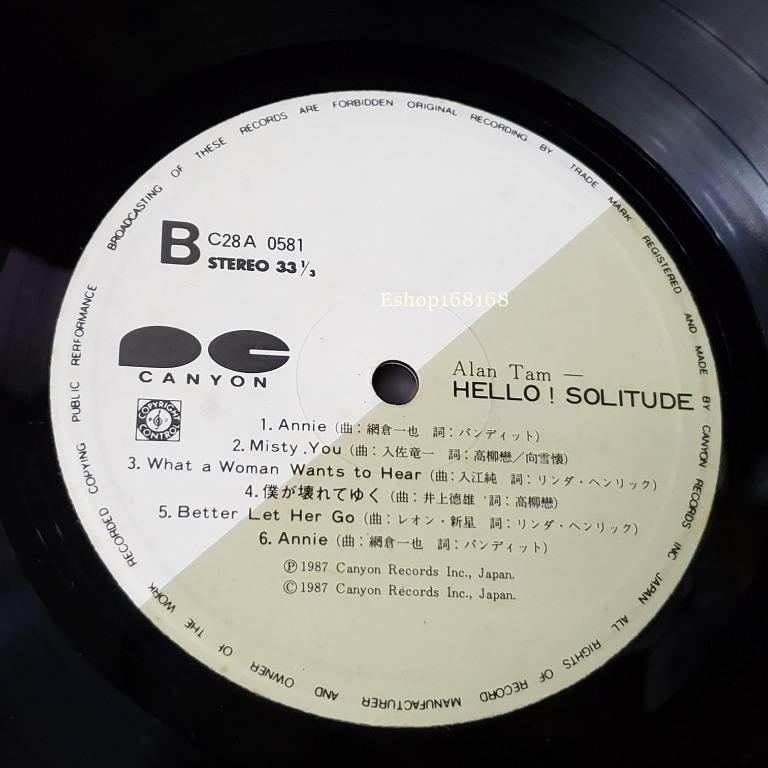 BROADCASTING OF THESE RECORDS ARE FORBIDDEN ORIGINAL RECORDING BY TRADE MARK REGISTERED AND MADE BY CANYON RECORDS INC JAPAN ALL RIGHTS OF RECORD MANUFACTURER AND OWNER OF THE WORK RECORDED COPYING PUBLIC PERFORMANCE
B C28A 0581
STEREO 33 1/3
Eshop168168
CANYON
COPYRIGHT CONTROL
Alan Tam —
HELLO! SOLITUDE
1. Annie (曲：網倉一也 詞：バンディット)
2. Misty.You (曲：入佐竜一 詞：高柳戀／向雪懐)
3. What a Woman Wants to Hear (曲：入江純 詞：リンダ・ヘンリック)
4. 僕が壊れてゆく (曲：井上徳雄 詞：高柳戀)
5. Better Let Her Go (曲：レオン・新星 詞：リンダ・ヘンリック)
6. Annie (曲：網倉一也 詞：バンディット)
Ⓟ1987 Canyon Records Inc., Japan.
Ⓒ1987 Canyon Records Inc., Japan.